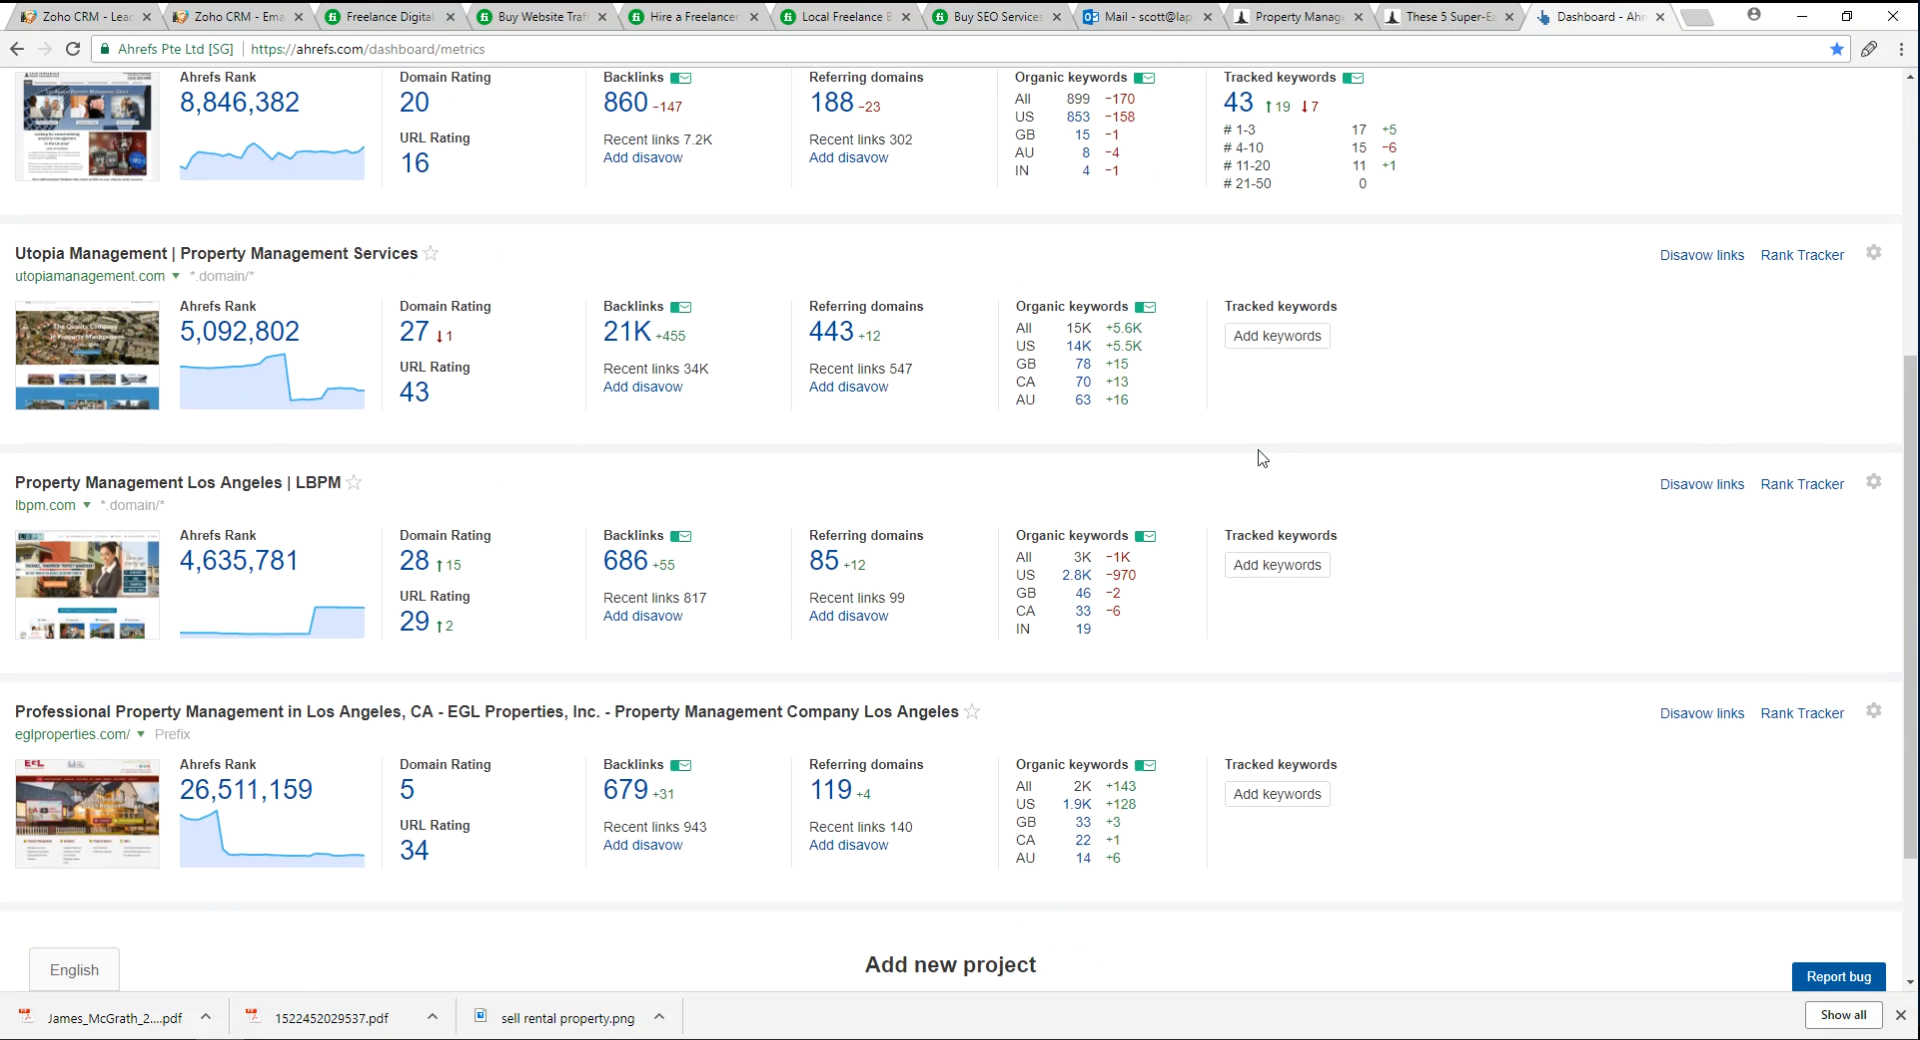 Zoho CRM - Leac
Zoho CRM - Ema
Freelance Digital
Buy Website Traf
Hire a Freelancer
Local Freelance E
Buy SEO Services
Mail - scott@lap
Property Manage
These 5 Super-Ea
Dashboard - Ahr
Ahrefs Pte Ltd [SG] https://ahrefs.com/dashboard/metrics
Ahrefs Rank
8,846,382
Domain Rating
20
URL Rating
16
Backlinks
860 -147
Recent links 7.2K
Add disavow
Referring domains
188 -23
Recent links 302
Add disavow
Organic keywords
All 899 -170
US 853 -158
GB 15 -1
AU 8 -4
IN 4 -1
Tracked keywords
43 ↑19 ↓7
# 1-3 17 +5
# 4-10 15 -6
# 11-20 11 +1
# 21-50 0
Utopia Management | Property Management Services
utopiamanagement.com *.domain/*
Disavow links Rank Tracker
Ahrefs Rank
5,092,802
Domain Rating
27 ↓1
URL Rating
43
Backlinks
21K +455
Recent links 34K
Add disavow
Referring domains
443 +12
Recent links 547
Add disavow
Organic keywords
All 15K +5.6K
US 14K +5.5K
GB 78 +15
CA 70 +13
AU 63 +16
Tracked keywords
Add keywords
Property Management Los Angeles | LBPM
lbpm.com *.domain/*
Disavow links Rank Tracker
Ahrefs Rank
4,635,781
Domain Rating
28 ↑15
URL Rating
29 ↑2
Backlinks
686 +55
Recent links 817
Add disavow
Referring domains
85 +12
Recent links 99
Add disavow
Organic keywords
All 3K -1K
US 2.8K -970
GB 46 -2
CA 33 -6
IN 19
Tracked keywords
Add keywords
Professional Property Management in Los Angeles, CA - EGL Properties, Inc. - Property Management Company Los Angeles
eglproperties.com/ Prefix
Disavow links Rank Tracker
Ahrefs Rank
26,511,159
Domain Rating
5
URL Rating
34
Backlinks
679 +31
Recent links 943
Add disavow
Referring domains
119 +4
Recent links 140
Add disavow
Organic keywords
All 2K +143
US 1.9K +128
GB 33 +3
CA 22 +1
AU 14 +6
Tracked keywords
Add keywords
English
Add new project
Report bug
James_McGrath_2....pdf
1522452029537.pdf
sell rental property.png
Show all